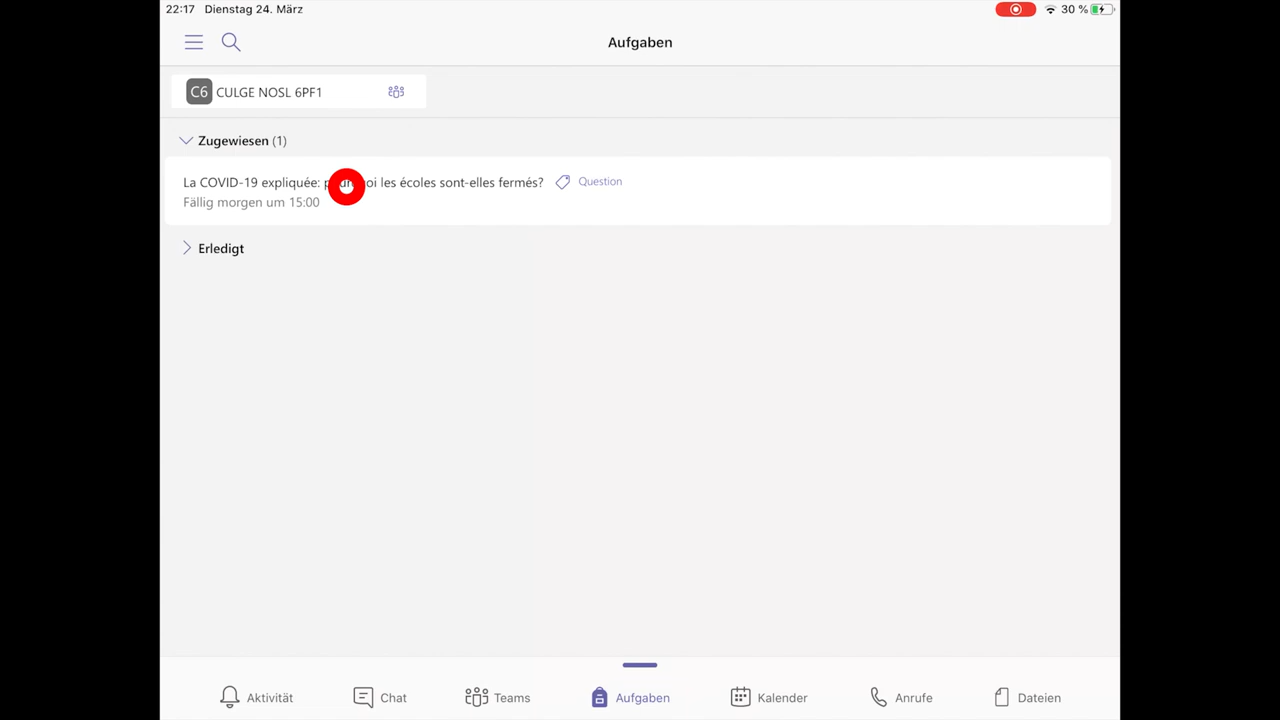 22:17 Dienstag 24. März
30 %
Aufgaben
C6 CULGE NOSL 6PF1
Zugewiesen (1)
La COVID-19 expliquée: les écoles sont-elles fermés? Question
Fällig morgen um 15:00
Erledigt
Aktivität Chat Teams Aufgaben Kalender Anrufe Dateien